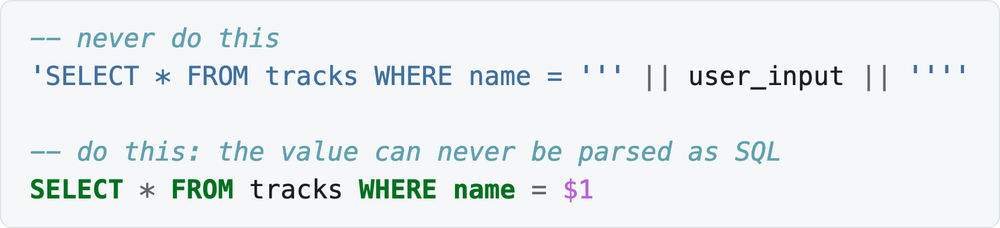 -- never do this
'SELECT * FROM tracks WHERE name = ''' || user_input || ''''
-- do this: the value can never be parsed as SQL
SELECT * FROM tracks WHERE name = $1